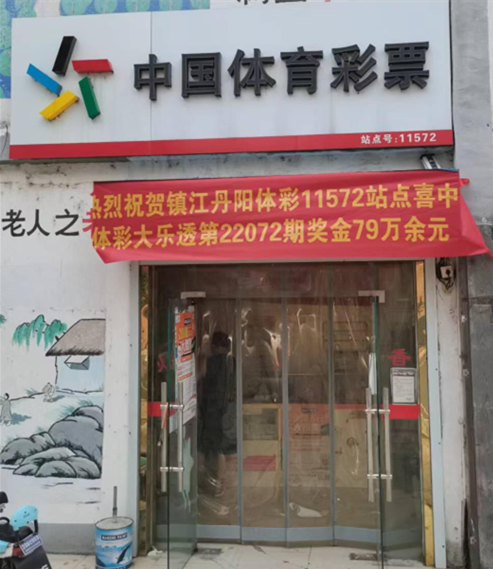 中国体育彩票
站点号:11572
热烈祝贺镇江丹阳体彩11572站点喜中
体彩大乐透第22072期奖金79万余元
老人之